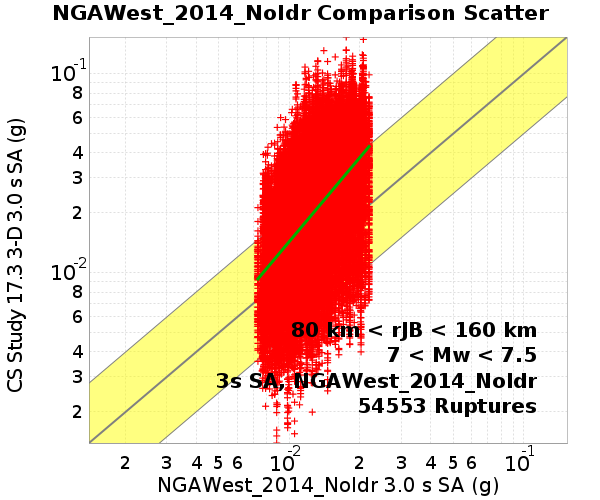 NGAWest_2014_NoIdr Comparison Scatter
CS Study 17.3 3-D 3.0 s SA (g)
10-1
8
6
4
3
2
10-2
8
6
4
3
2
80 km < rJB < 160 km
7 < Mw < 7.5
3s SA, NGAWest_2014_NoIdr
54553 Ruptures
2 3 4 5 6 10-2 2 3 4 5 6 10-1
NGAWest_2014_NoIdr 3.0 s SA (g)